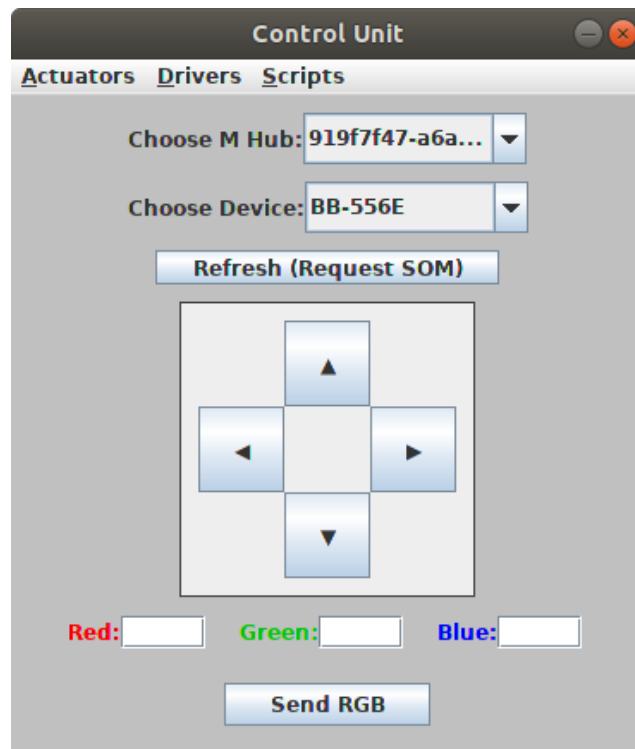 Control Unit
Actuators Drivers Scripts
Choose M Hub: 919f7f47-a6a...
Choose Device: BB-556E
Refresh (Request SOM)
▲
◄ ►
▼
Red: Green: Blue:
Send RGB